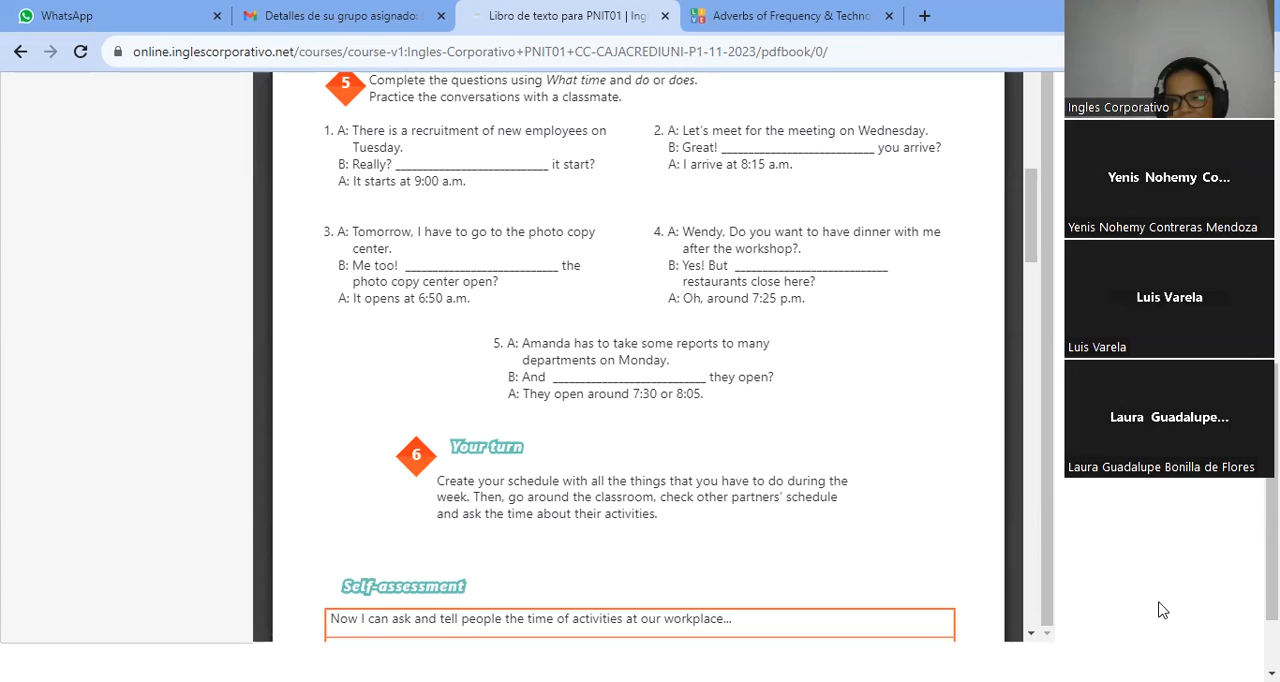 WhatsApp
Detalles de su grupo asignado:
Libro de texto para PNIT01 | Ingl
Adverbs of Frequency & Techno
online.inglescorporativo.net/courses/course-v1:Ingles-Corporativo+PNIT01+CC-CAJACREDIUNI-P1-11-2023/pdfbook/0/
5
Complete the questions using What time and do or does.
Practice the conversations with a classmate.
1. A: There is a recruitment of new employees on
Tuesday.
B: Really? ___________________________ it start?
A: It starts at 9:00 a.m.
2. A: Let's meet for the meeting on Wednesday.
B: Great! ___________________________ you arrive?
A: I arrive at 8:15 a.m.
3. A: Tomorrow, I have to go to the photo copy
center.
B: Me too! ___________________________ the
photo copy center open?
A: It opens at 6:50 a.m.
4. A: Wendy, Do you want to have dinner with me
after the workshop?.
B: Yes! But ___________________________
restaurants close here?
A: Oh, around 7:25 p.m.
5. A: Amanda has to take some reports to many
departments on Monday.
B: And ___________________________ they open?
A: They open around 7:30 or 8:05.
6
Your turn
Create your schedule with all the things that you have to do during the
week. Then, go around the classroom, check other partners' schedule
and ask the time about their activities.
Self-assessment
Now I can ask and tell people the time of activities at our workplace...
Ingles Corporativo
Yenis Nohemy Co...
Yenis Nohemy Contreras Mendoza
Luis Varela
Luis Varela
Laura Guadalupe...
Laura Guadalupe Bonilla de Flores